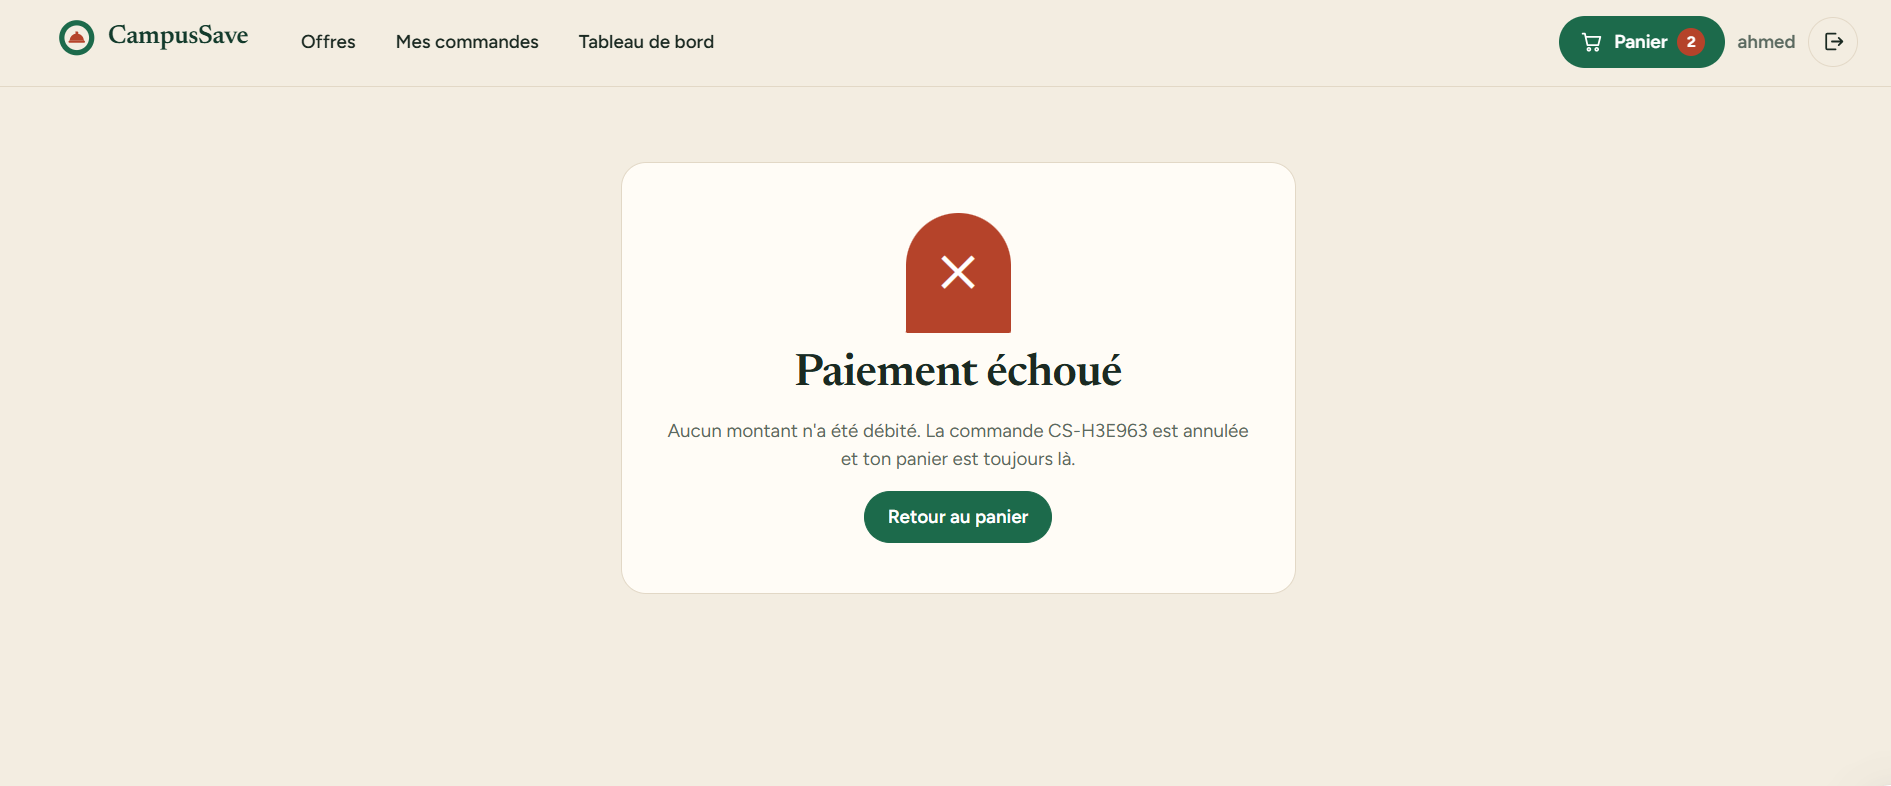 CampusSave
Offres
Mes commandes
Tableau de bord
Panier 2
ahmed
Paiement échoué
Aucun montant n'a été débité. La commande CS-H3E963 est annulée
et ton panier est toujours là.
Retour au panier